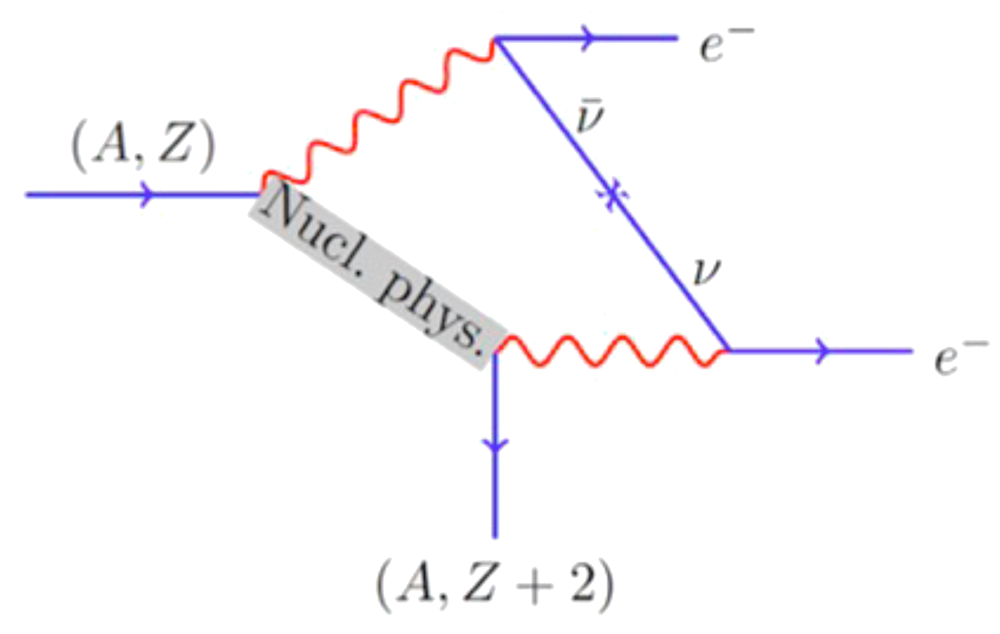 e⁻
ν̄
(A, Z)
Nucl. phys.
ν
e⁻
(A, Z + 2)